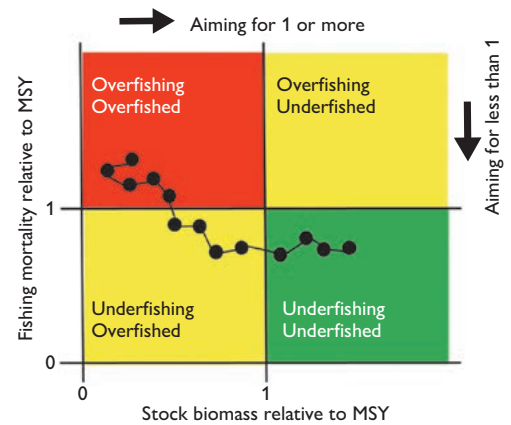 Aiming for 1 or more
Aiming for less than 1
Fishing mortality relative to MSY
Overfishing
Overfished
Overfishing
Underfished
1
Underfishing
Overfished
Underfishing
Underfished
0
0
1
Stock biomass relative to MSY